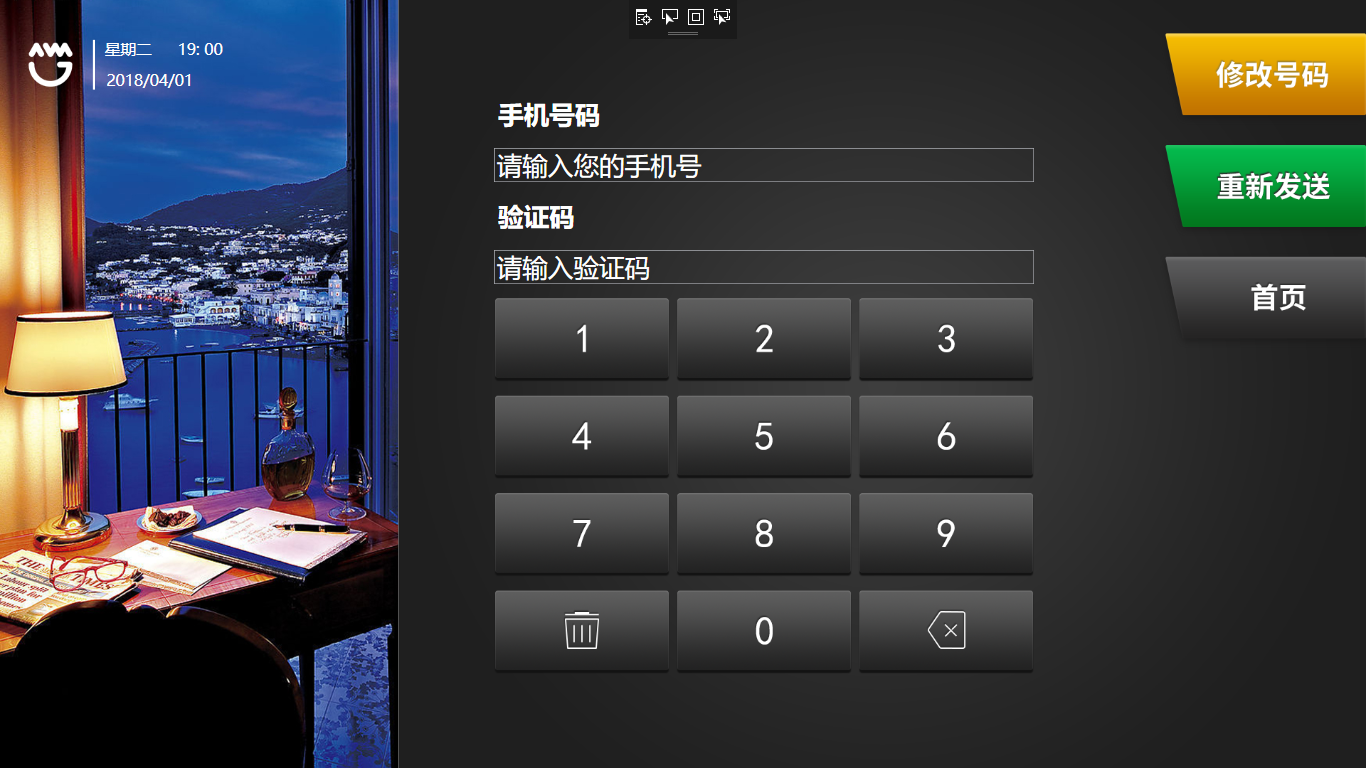 星期二 19:00
2018/04/01
手机号码
请输入您的手机号
验证码
请输入验证码
1 2 3
4 5 6
7 8 9
0
修改号码
重新发送
首页
THE TIMES